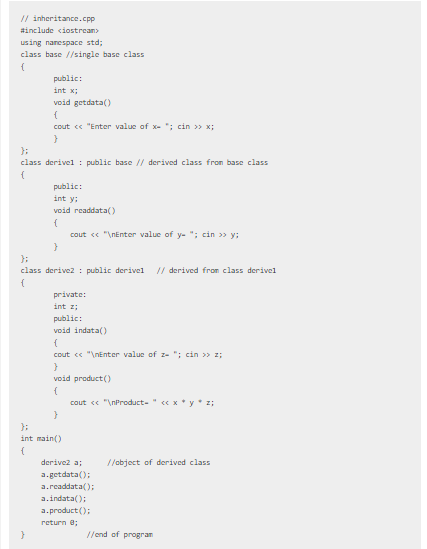 // inheritance.cpp
#include <iostream>
using namespace std;
class base //single base class
{
public:
int x;
void getdata()
{
cout << "Enter value of x= "; cin >> x;
}
};
class derive1 : public base // derived class from base class
{
public:
int y;
void readdata()
{
cout << "\nEnter value of y= "; cin >> y;
}
};
class derive2 : public derive1 // derived from class derive1
{
private:
int z;
public:
void indata()
{
cout << "\nEnter value of z= "; cin >> z;
}
void product()
{
cout << "\nProduct= " << x * y * z;
}
};
int main()
{
derive2 a; //object of derived class
a.getdata();
a.readdata();
a.indata();
a.product();
return 0;
} //end of program